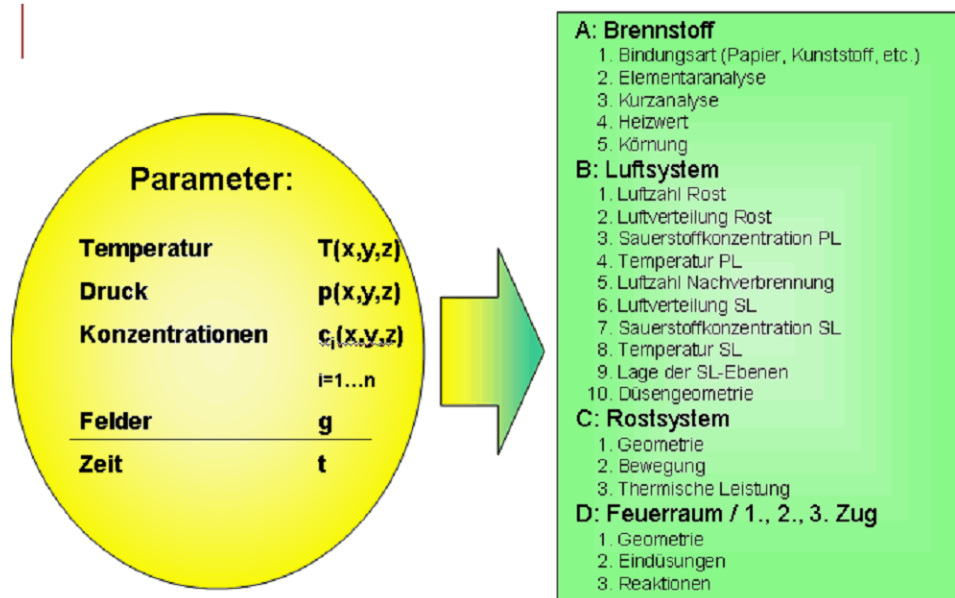 Parameter:
Temperatur T(x,y,z)
Druck p(x,y,z)
Konzentrationen ci(x,y,z)
i=1...n
Felder g
Zeit t
A: Brennstoff
1. Bindungsart (Papier, Kunststoff, etc.)
2. Elementaranalyse
3. Kurzanalyse
4. Heizwert
5. Körnung
B: Luftsystem
1. Luftzahl Rost
2. Luftverteilung Rost
3. Sauerstoffkonzentration PL
4. Temperatur PL
5. Luftzahl Nachverbrennung
6. Luftverteilung SL
7. Sauerstoffkonzentration SL
8. Temperatur SL
9. Lage der SL-Ebenen
10. Düsengeometrie
C: Rostsystem
1. Geometrie
2. Bewegung
3. Thermische Leistung
D: Feuerraum / 1., 2., 3. Zug
1. Geometrie
2. Eindüsungen
3. Reaktionen